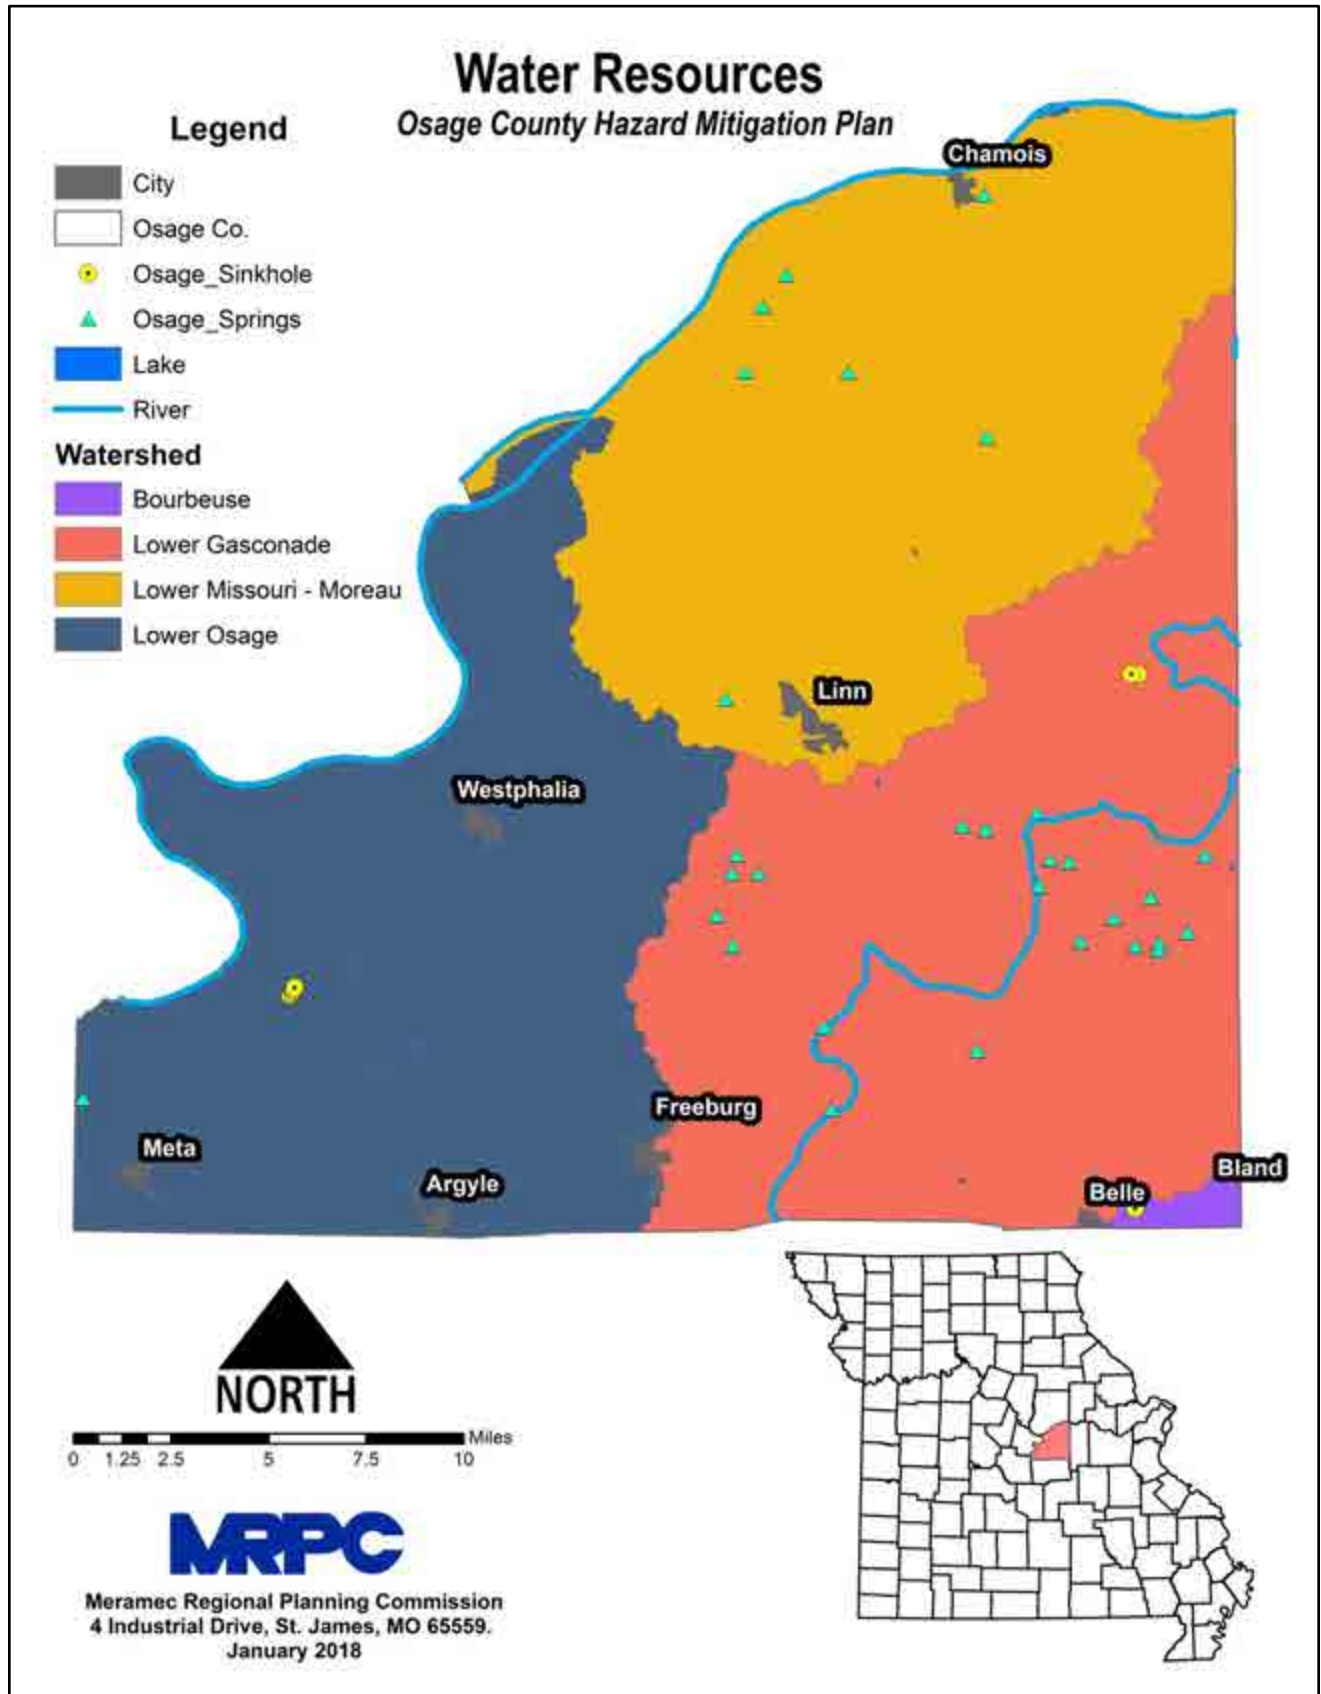 Water Resources
Osage County Hazard Mitigation Plan
Legend
City
Osage Co.
Osage_Sinkhole
Osage_Springs
Lake
River
Watershed
Bourbeuse
Lower Gasconade
Lower Missouri - Moreau
Lower Osage
Chamois
Linn
Westphalia
Freeburg
Meta
Argyle
Bland
Belle
NORTH
Miles
0 1.25 2.5 5 7.5 10
MRPC
Meramec Regional Planning Commission
4 Industrial Drive, St. James, MO 65559.
January 2018